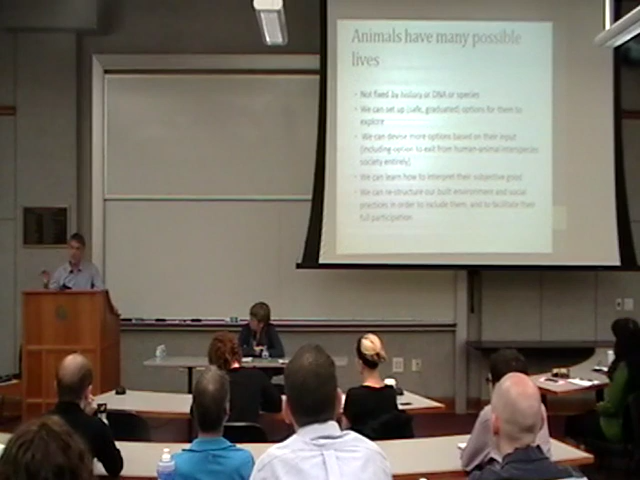 Animals have many possible
lives
· Not fixed by history or DNA or species
· We can set up (safe, graduated) options for them to
explore
· We can devise more options based on their input
(including option to exit from human-animal interspecies
society entirely)
· We can learn how to interpret their subjective good
· We can re-structure our built environment and social
practices, in order to include them, and to facilitate their
full participation